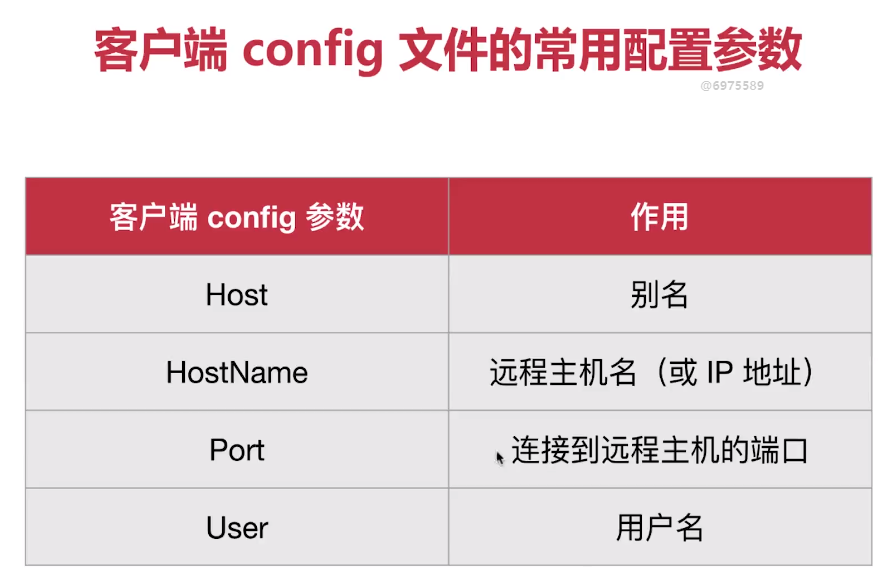 客户端 config 文件的常用配置参数
@6975589
客户端 config 参数 作用
Host 别名
HostName 远程主机名（或 IP 地址）
Port 连接到远程主机的端口
User 用户名